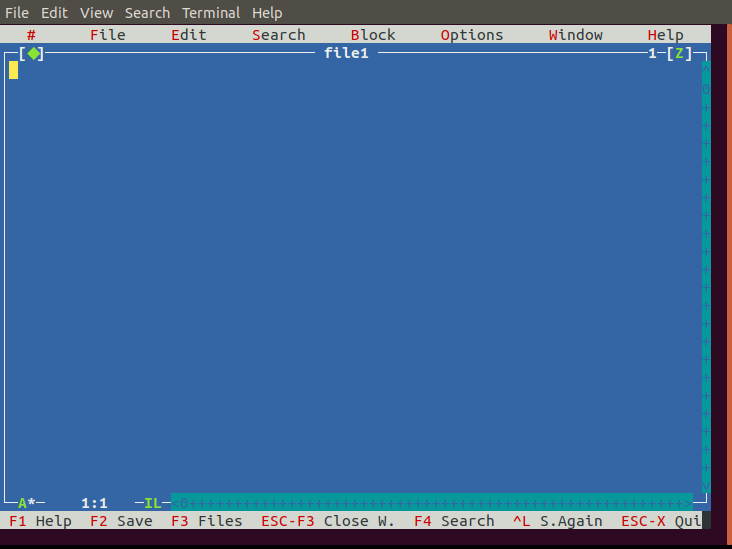 File Edit View Search Terminal Help
# File Edit Search Block Options Window Help
[◆] file1 1 [Z]
A* 1:1 IL
F1 Help F2 Save F3 Files ESC-F3 Close W. F4 Search ^L S.Again ESC-X Qui